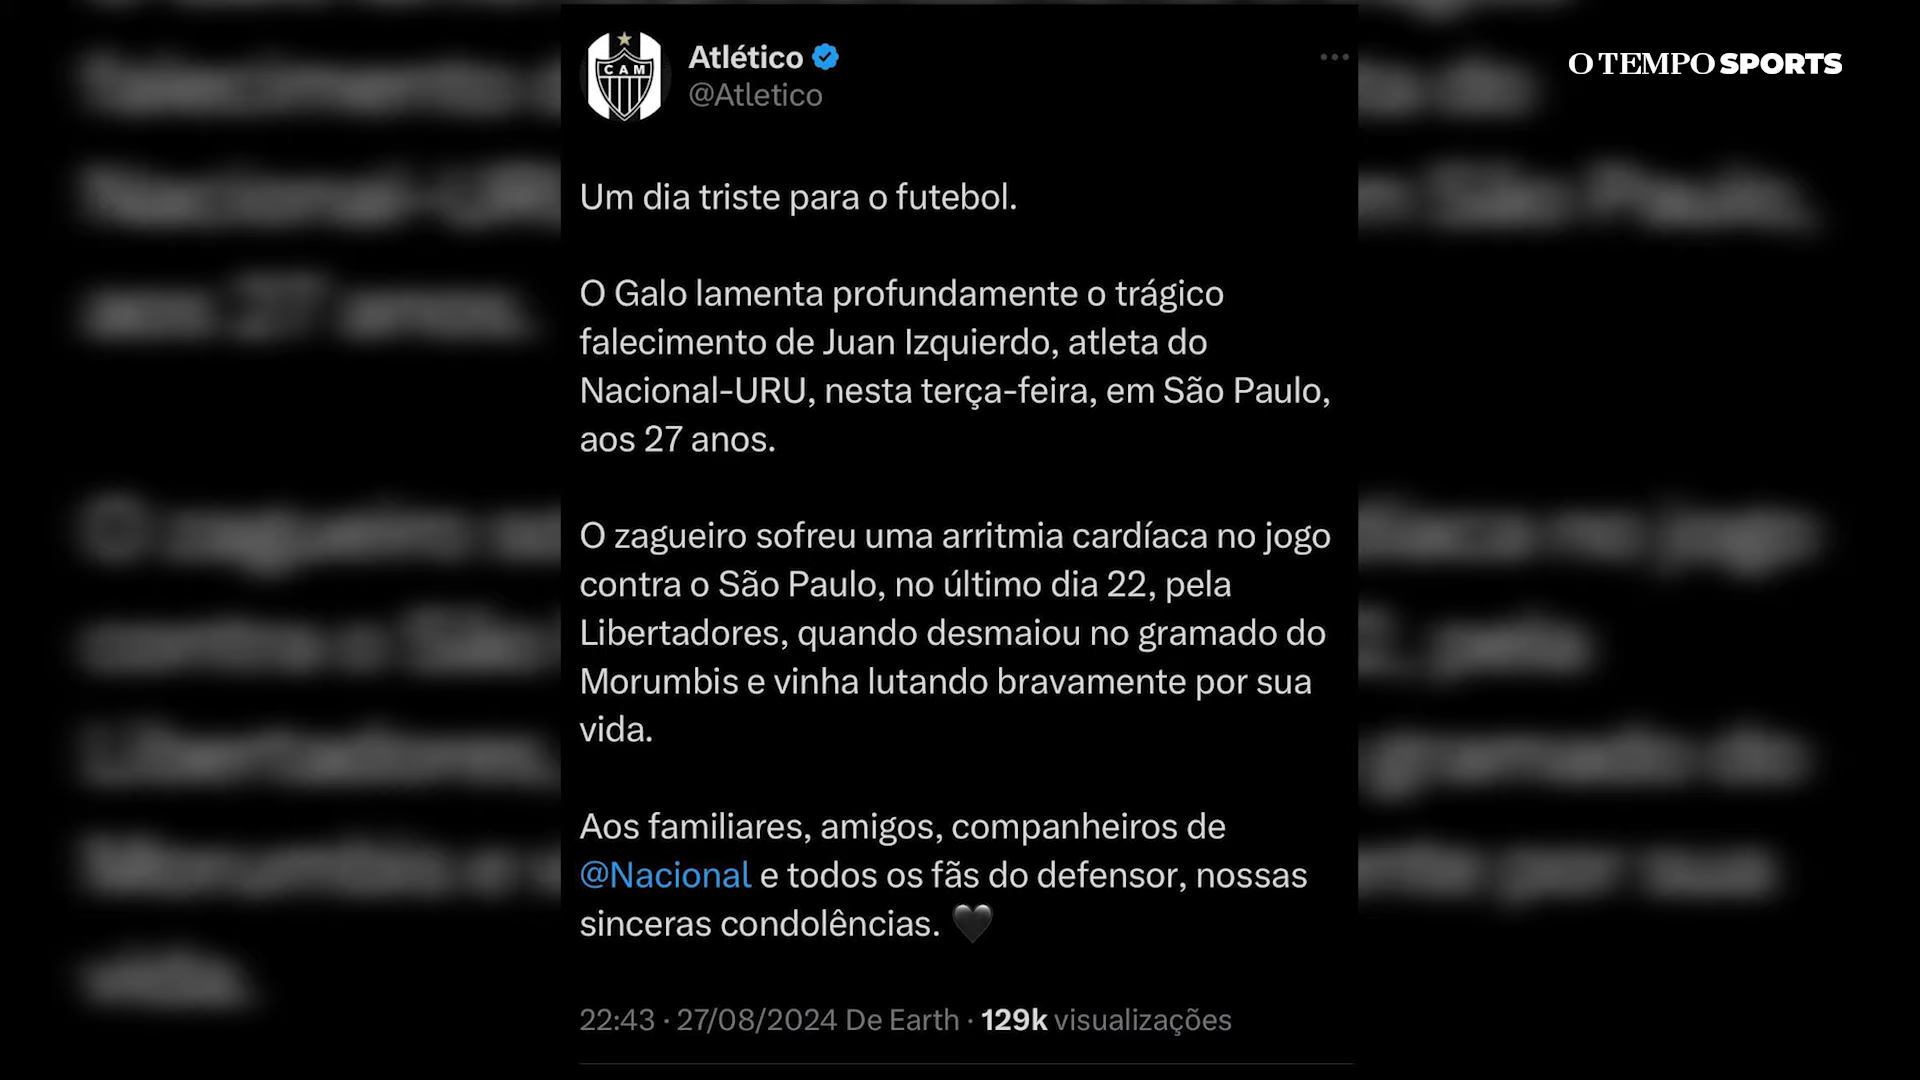 Atlético
@Atletico
O TEMPO SPORTS
CAM
Um dia triste para o futebol.
O Galo lamenta profundamente o trágico
falecimento de Juan Izquierdo, atleta do
Nacional-URU, nesta terça-feira, em São Paulo,
aos 27 anos.
O zagueiro sofreu uma arritmia cardíaca no jogo
contra o São Paulo, no último dia 22, pela
Libertadores, quando desmaiou no gramado do
Morumbis e vinha lutando bravamente por sua
vida.
Aos familiares, amigos, companheiros de
@Nacional e todos os fãs do defensor, nossas
sinceras condolências. 🖤
22:43 · 27/08/2024 De Earth · 129k visualizações